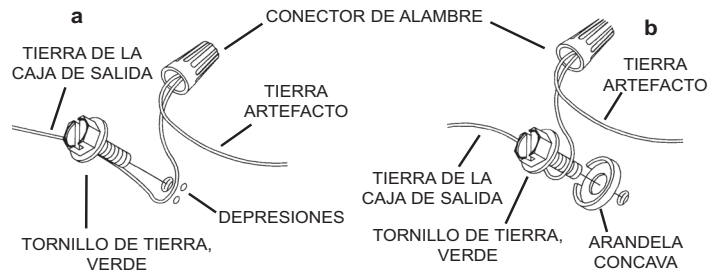 a
CONECTOR DE ALAMBRE
b
TIERRA DE LA
CAJA DE SALIDA
TIERRA
ARTEFACTO
TIERRA
ARTEFACTO
TIERRA DE LA
CAJA DE SALIDA
DEPRESIONES
TORNILLO DE TIERRA,
VERDE
TORNILLO DE TIERRA,
VERDE
ARANDELA
CONCAVA